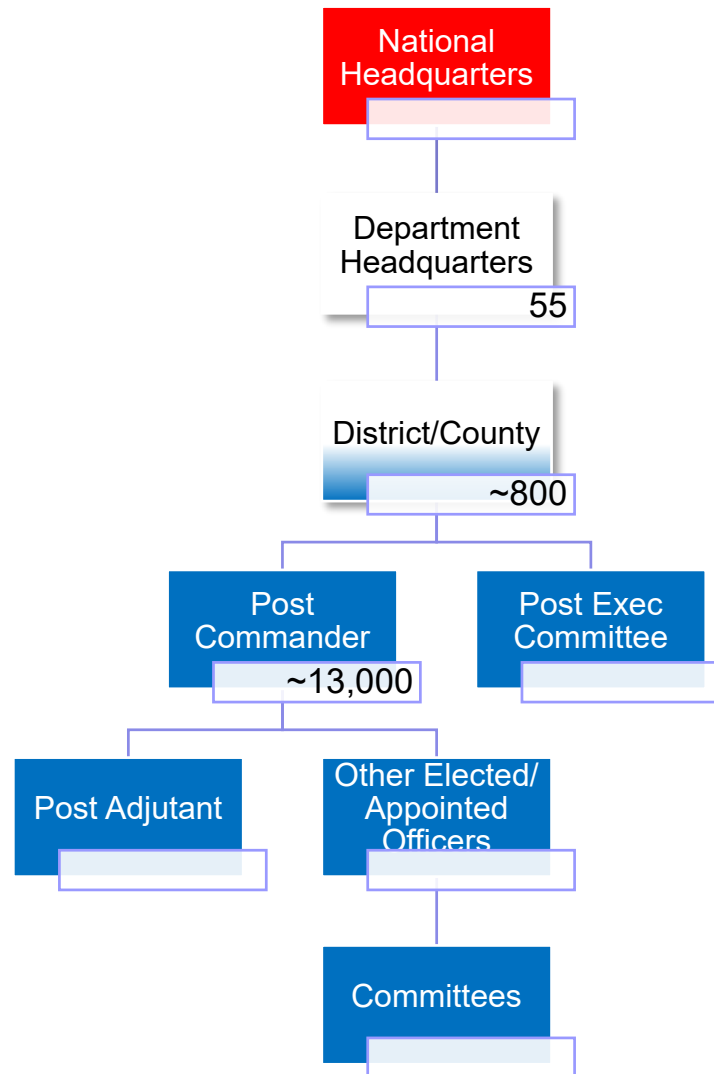 National
Headquarters
Department
Headquarters
55
District/County
~800
Post
Commander
~13,000
Post Exec
Committee
Post Adjutant
Other Elected/
Appointed
Officers
Committees